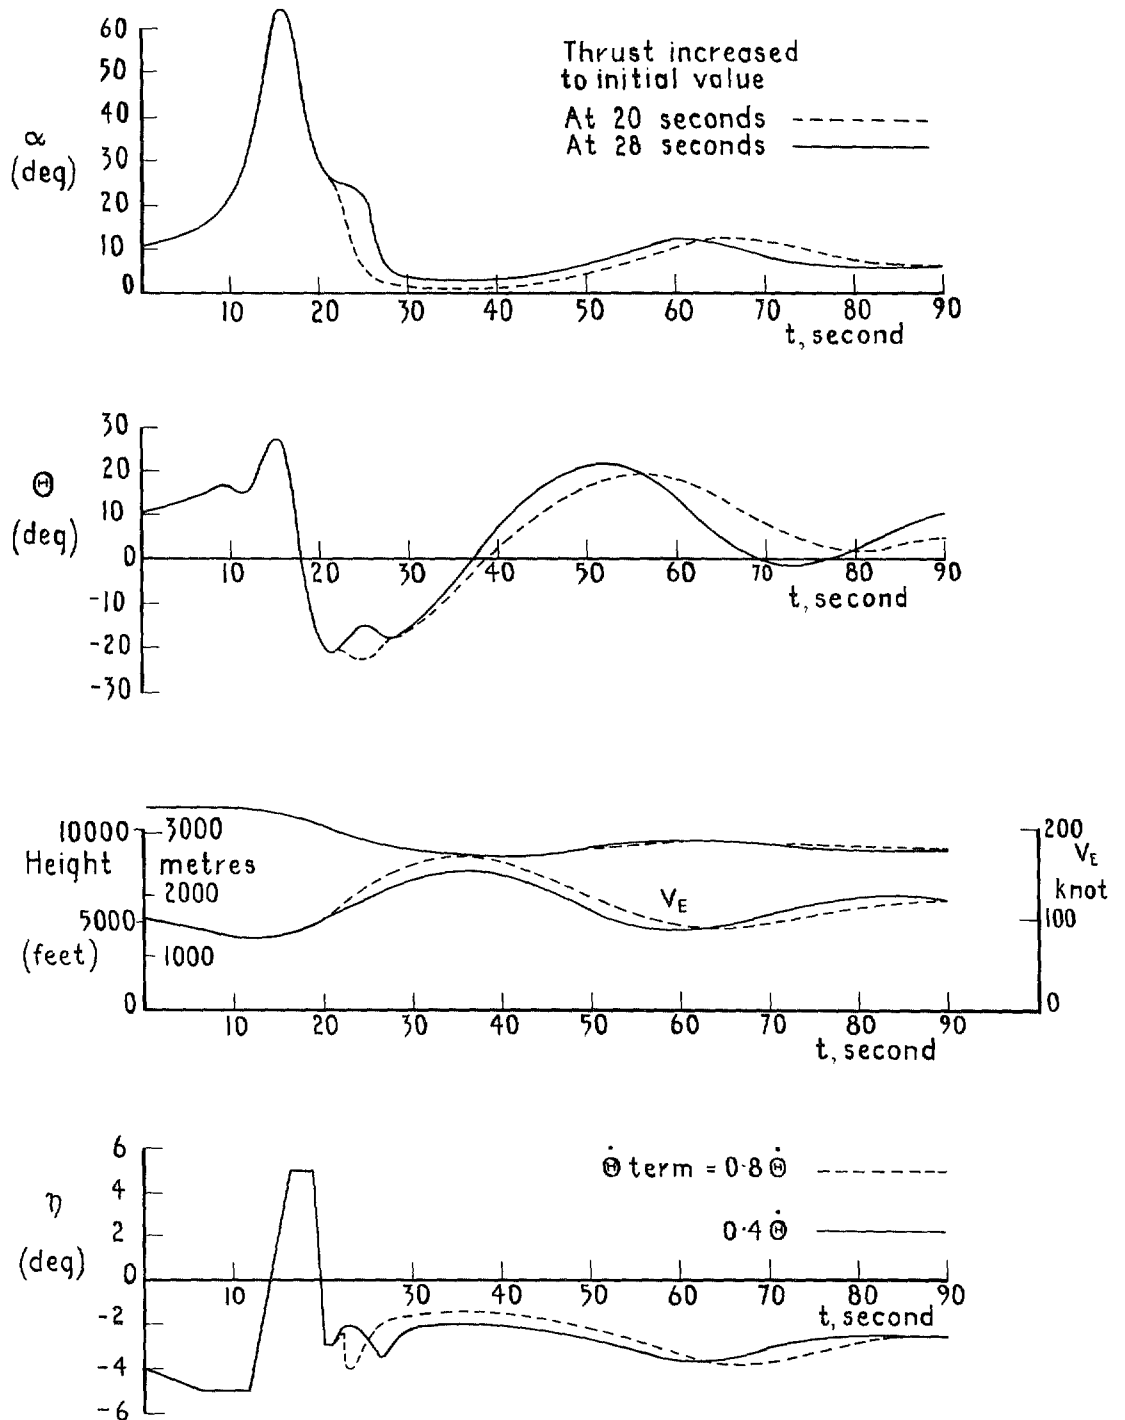 60
50
40
30
20
10
0
α
(deg)
Thrust increased
to initial value
At 20 seconds
At 28 seconds
10 20 30 40 50 60 70 80 90
t, second
30
20
10
0
-10
-20
-30
Θ
(deg)
10 20 30 40 50 60 70 80 90
t, second
10000 3000
Height metres
2000
5000
(feet) 1000
0
V_E
200
V_E
knot
100
0
10 20 30 40 50 60 70 80 90
t, second
6
4
2
0
-2
-4
-6
η
(deg)
Θ̇ term = 0·8 Θ̇
0·4 Θ̇
10 20 30 40 50 60 70 80 90
t, second